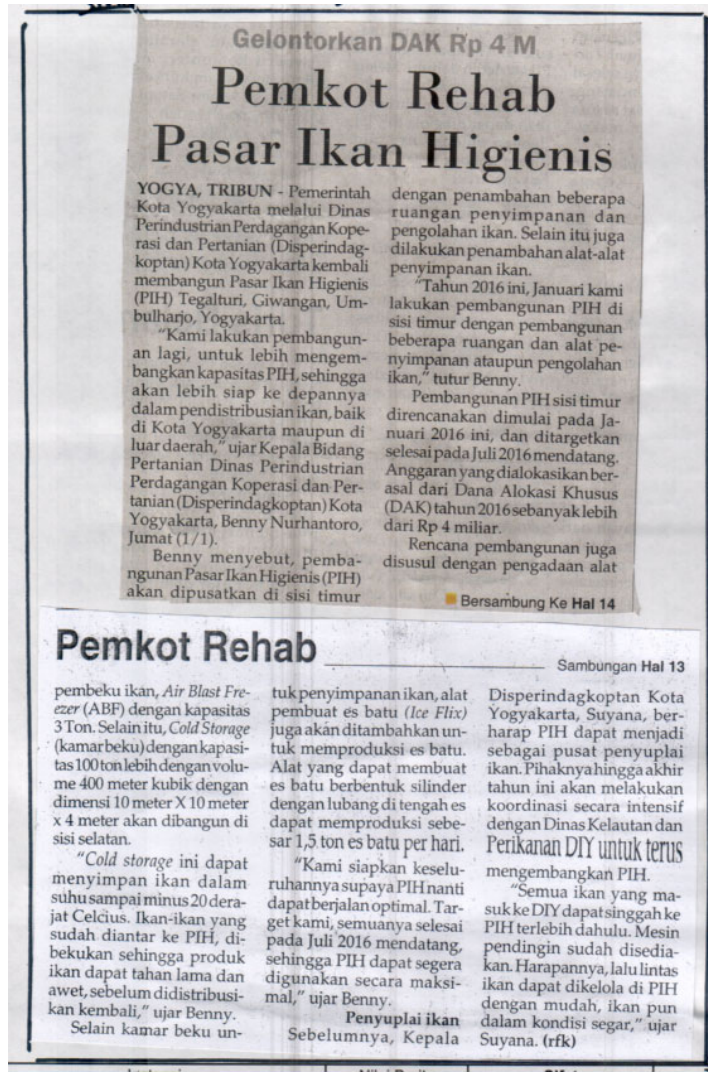 Gelontorkan DAK Rp 4 M
Pemkot Rehab
Pasar Ikan Higienis
YOGYA, TRIBUN - Pemerintah
Kota Yogyakarta melalui Dinas
Perindustrian Perdagangan Kope-
rasi dan Pertanian (Disperindag-
koptan) Kota Yogyakarta kembali
membangun Pasar Ikan Higienis
(PIH) Tegalturi, Giwangan, Um-
bulharjo, Yogyakarta.
"Kami lakukan pembangun-
an lagi, untuk lebih mengem-
bangkan kapasitas PIH, sehingga
akan lebih siap ke depannya
dalam pendistribusian ikan, baik
di Kota Yogyakarta maupun di
luar daerah," ujar Kepala Bidang
Pertanian Dinas Perindustrian
Perdagangan Koperasi dan Per-
tanian (Disperindagkoptan) Kota
Yogyakarta, Benny Nurhantoro,
Jumat (1/1).
Benny menyebut, pemba-
ngunan Pasar Ikan Higienis (PIH)
akan dipusatkan di sisi timur
dengan penambahan beberapa
ruangan penyimpanan dan
pengolahan ikan. Selain itu juga
dilakukan penambahan alat-alat
penyimpanan ikan.
"Tahun 2016 ini, Januari kami
lakukan pembangunan PIH di
sisi timur dengan pembangunan
beberapa ruangan dan alat pe-
nyimpanan ataupun pengolahan
ikan," tutur Benny.
Pembangunan PIH sisi timur
direncanakan dimulai pada Ja-
nuari 2016 ini, dan ditargetkan
selesai pada Juli 2016 mendatang.
Anggaran yang dialokasikan ber-
asal dari Dana Alokasi Khusus
(DAK) tahun 2016 sebanyak lebih
dari Rp 4 miliar.
Rencana pembangunan juga
disusul dengan pengadaan alat
Bersambung Ke Hal 14
Pemkot Rehab
Sambungan Hal 13
pembeku ikan, Air Blast Fre-
ezer (ABF) dengan kapasitas
3 Ton. Selain itu, Cold Storage
(kamar beku) dengan kapasi-
tas 100 ton lebih dengan volu-
me 400 meter kubik dengan
dimensi 10 meter X 10 meter
x 4 meter akan dibangun di
sisi selatan.
"Cold storage ini dapat
menyimpan ikan dalam
suhu sampai minus 20 dera-
jat Celcius. Ikan-ikan yang
sudah diantar ke PIH, di-
bekukan sehingga produk
ikan dapat tahan lama dan
awet, sebelum didistribusi-
kan kembali," ujar Benny.
Selain kamar beku un-
tuk penyimpanan ikan, alat
pembuat es batu (Ice Flix)
juga akan ditambahkan un-
tuk memproduksi es batu.
Alat yang dapat membuat
es batu berbentuk silinder
dengan lubang di tengah es
dapat memproduksi sebe-
sar 1,5 ton es batu per hari.
"Kami siapkan keselu-
ruhannya supaya PIH nanti
dapat berjalan optimal. Tar-
get kami, semuanya selesai
pada Juli 2016 mendatang,
sehingga PIH dapat segera
digunakan secara maksi-
mal," ujar Benny.
Penyuplai ikan
Sebelumnya, Kepala
Disperindagkoptan Kota
Yogyakarta, Suyana, ber-
harap PIH dapat menjadi
sebagai pusat penyuplai
ikan. Pihaknya hingga akhir
tahun ini akan melakukan
koordinasi secara intensif
dengan Dinas Kelautan dan
Perikanan DIY untuk terus
mengembangkan PIH.
"Semua ikan yang ma-
suk ke DIY dapat singgah ke
PIH terlebih dahulu. Mesin
pendingin sudah disedia-
kan. Harapannya, lalu lintas
ikan dapat dikelola di PIH
dengan mudah, ikan pun
dalam kondisi segar," ujar
Suyana. (rfk)